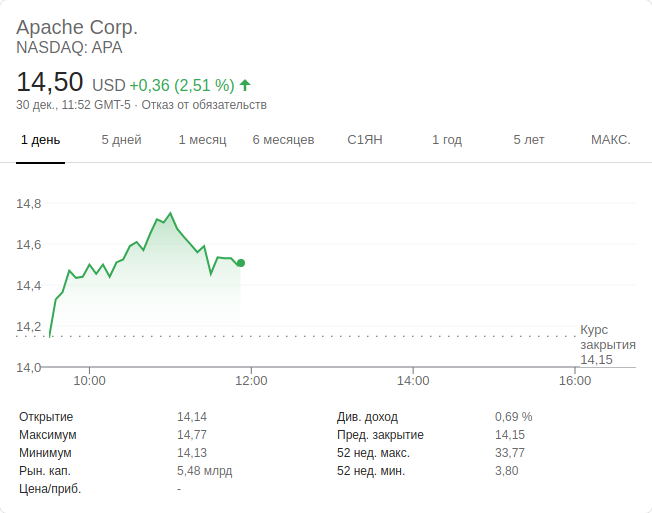 Apache Corp.
NASDAQ: APA
14,50 USD +0,36 (2,51 %)
30 дек., 11:52 GMT-5 · Отказ от обязательств
1 день 5 дней 1 месяц 6 месяцев С1ЯН 1 год 5 лет МАКС.
14,8
14,6
14,4
14,2
14,0
Курс
закрытия
14,15
10:00 12:00 14:00 16:00
Открытие 14,14 Див. доход 0,69 %
Максимум 14,77 Пред. закрытие 14,15
Минимум 14,13 52 нед. макс. 33,77
Рын. кап. 5,48 млрд 52 нед. мин. 3,80
Цена/приб. -